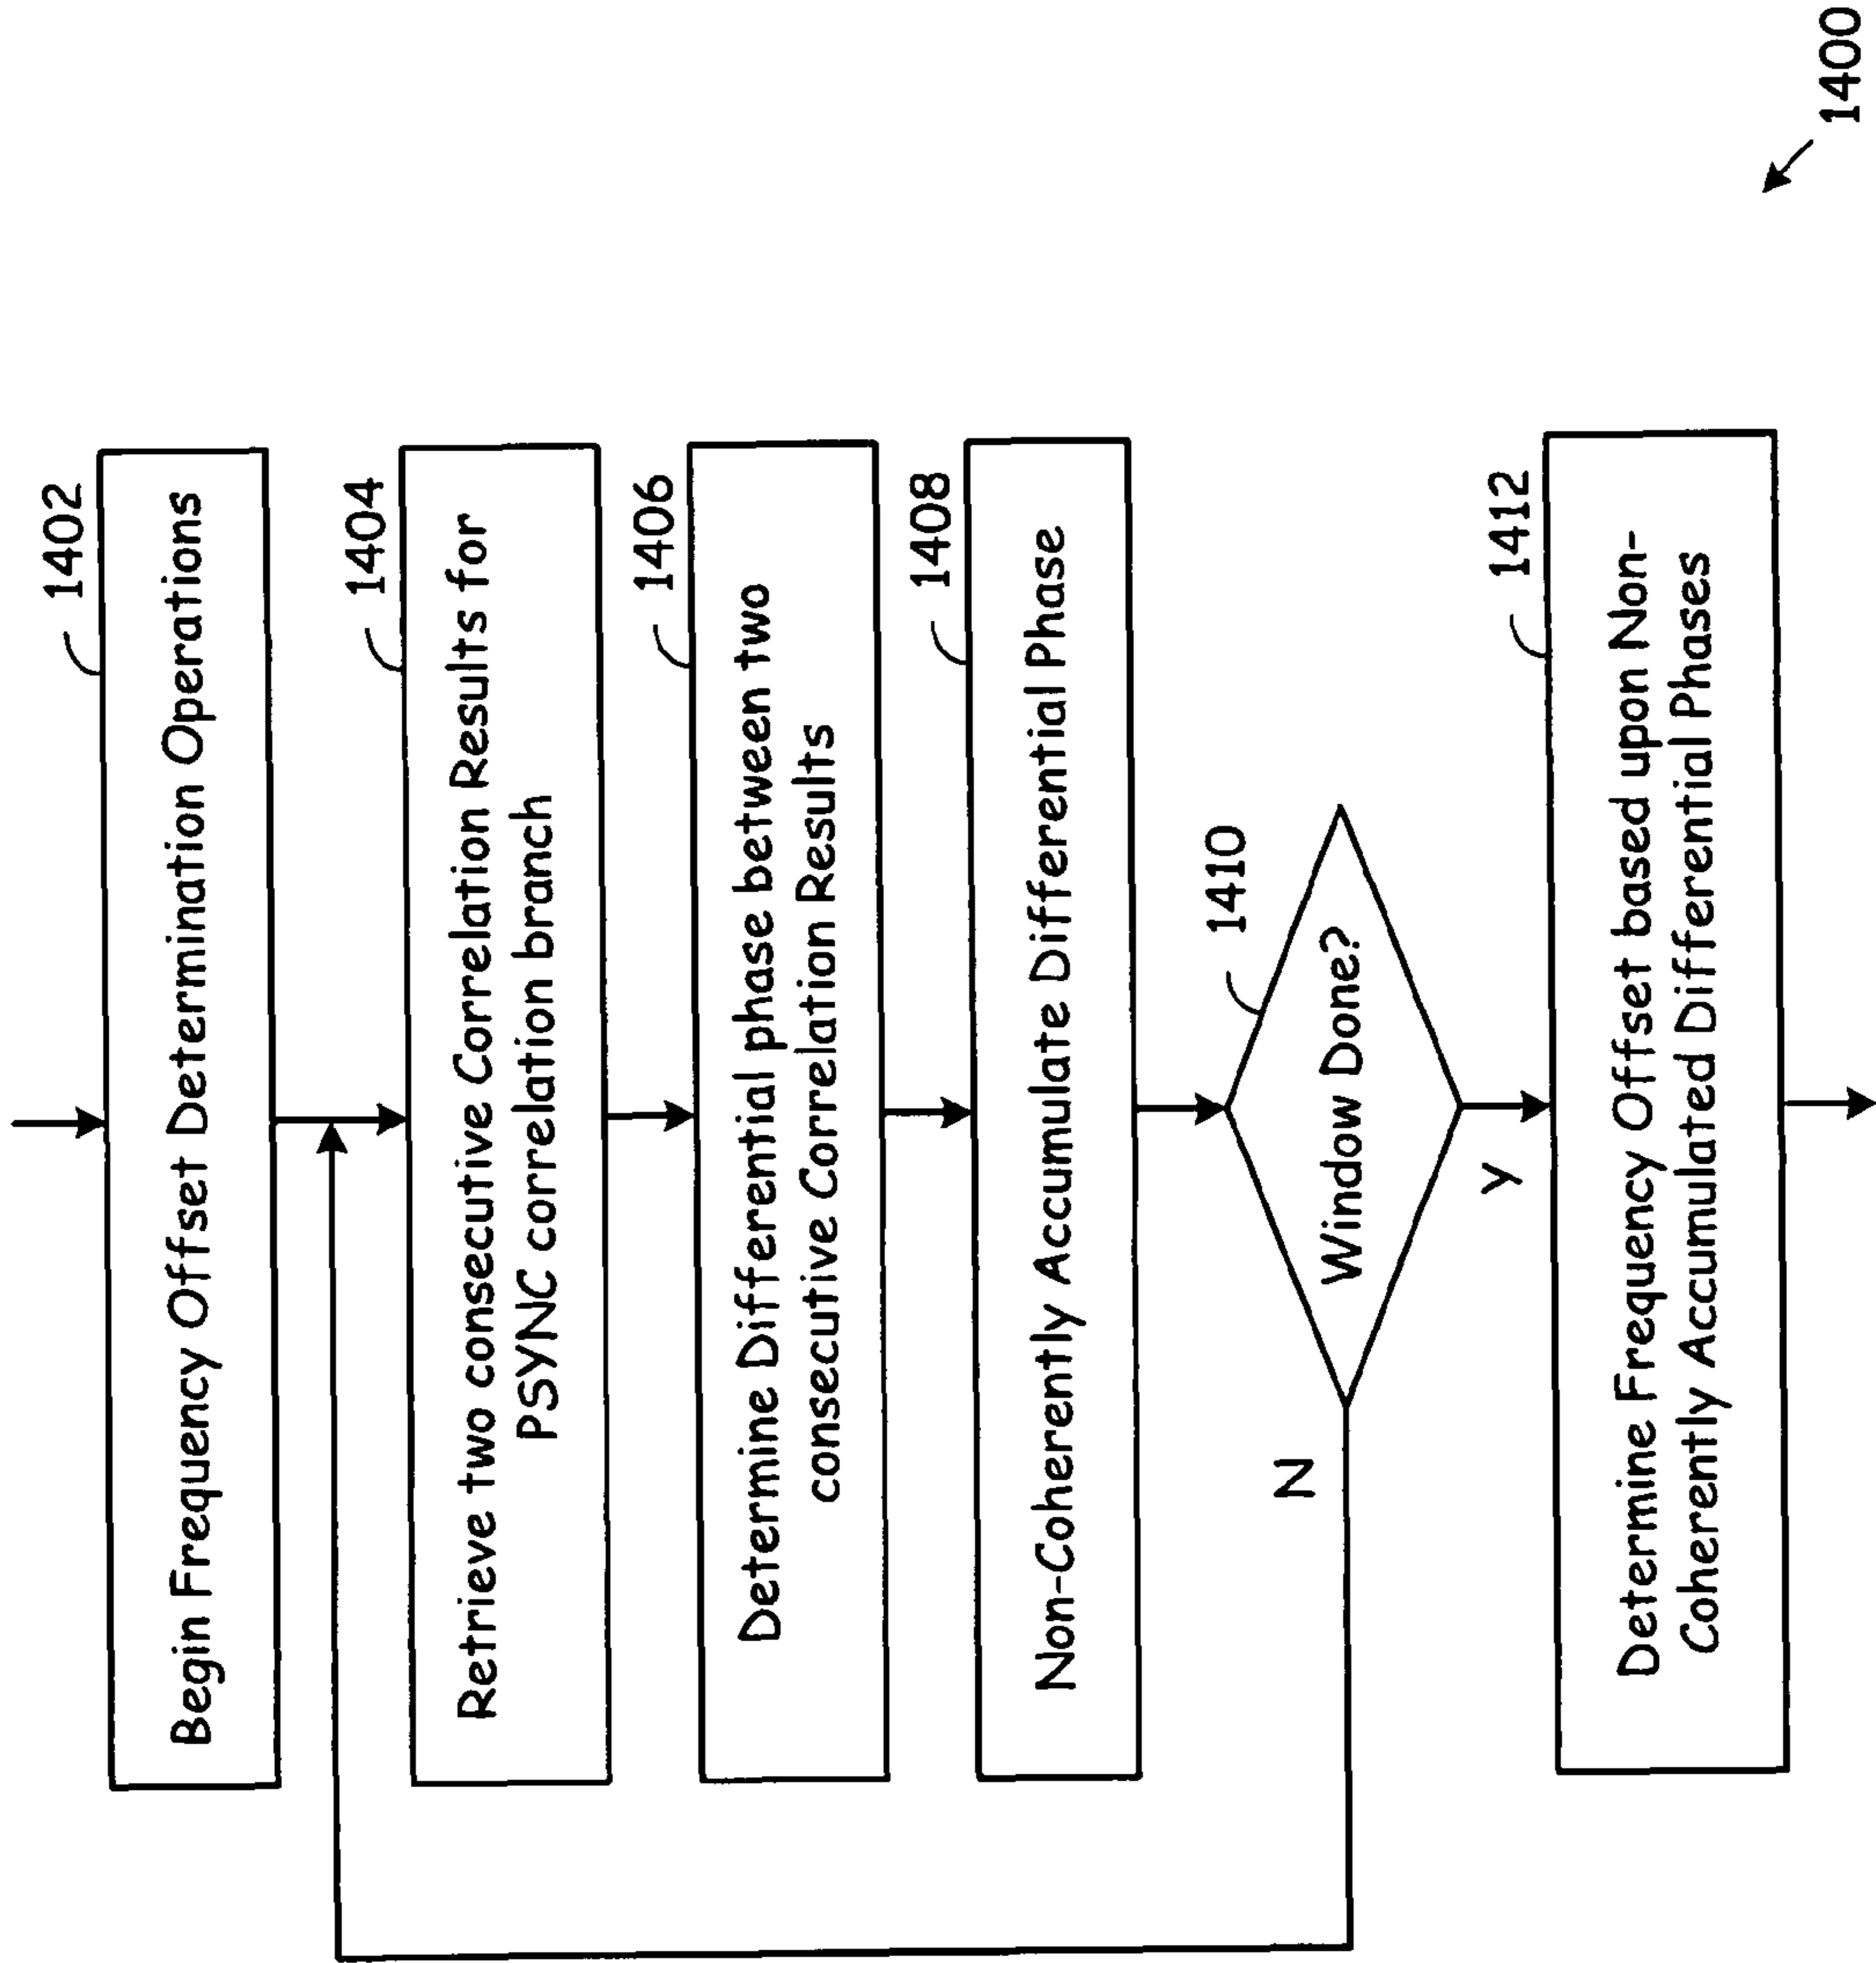 1402
Begin Frequency Offset Determination Operations
1404
Retrieve two consecutive Correlation Results for
PSYNC correlation branch
1406
Determine Differential phase between two
consecutive Correlation Results
1408
Non-Coherently Accumulate Differential Phase
1410
Window Done?
N
Y
1412
Determine Frequency Offset based upon Non-
Coherently Accumulated Differential Phases
1400